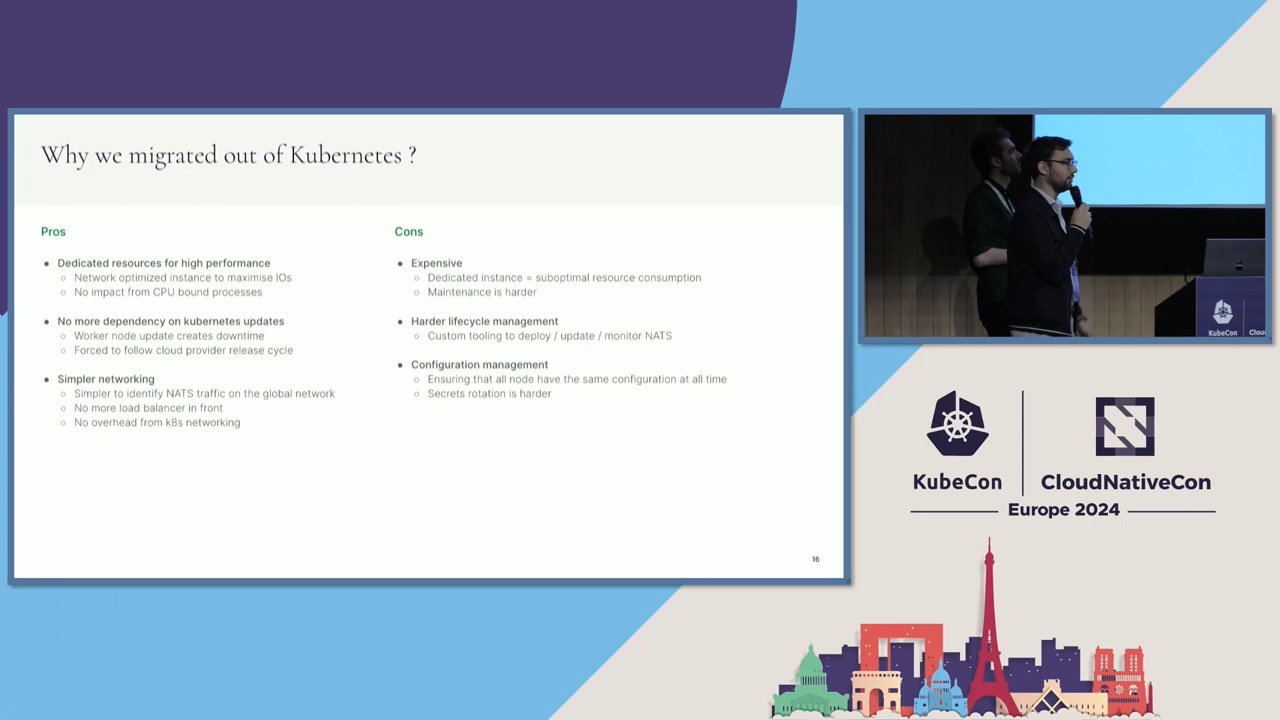 Why we migrated out of Kubernetes ?
Pros
Dedicated resources for high performance
Network optimized instance to maximise IOs
No impact from CPU bound processes
No more dependency on kubernetes updates
Worker node update creates downtime
Forced to follow cloud provider release cycle
Simpler networking
Simpler to identify NATS traffic on the global network
No more load balancer in front
No overhead from k8s networking
Cons
Expensive
Dedicated instance = suboptimal resource consumption
Maintenance is harder
Harder lifecycle management
Custom tooling to deploy / update / monitor NATS
Configuration management
Ensuring that all node have the same configuration at all time
Secrets rotation is harder
16
KubeCon
KubeCon
CloudNativeCon
Europe 2024